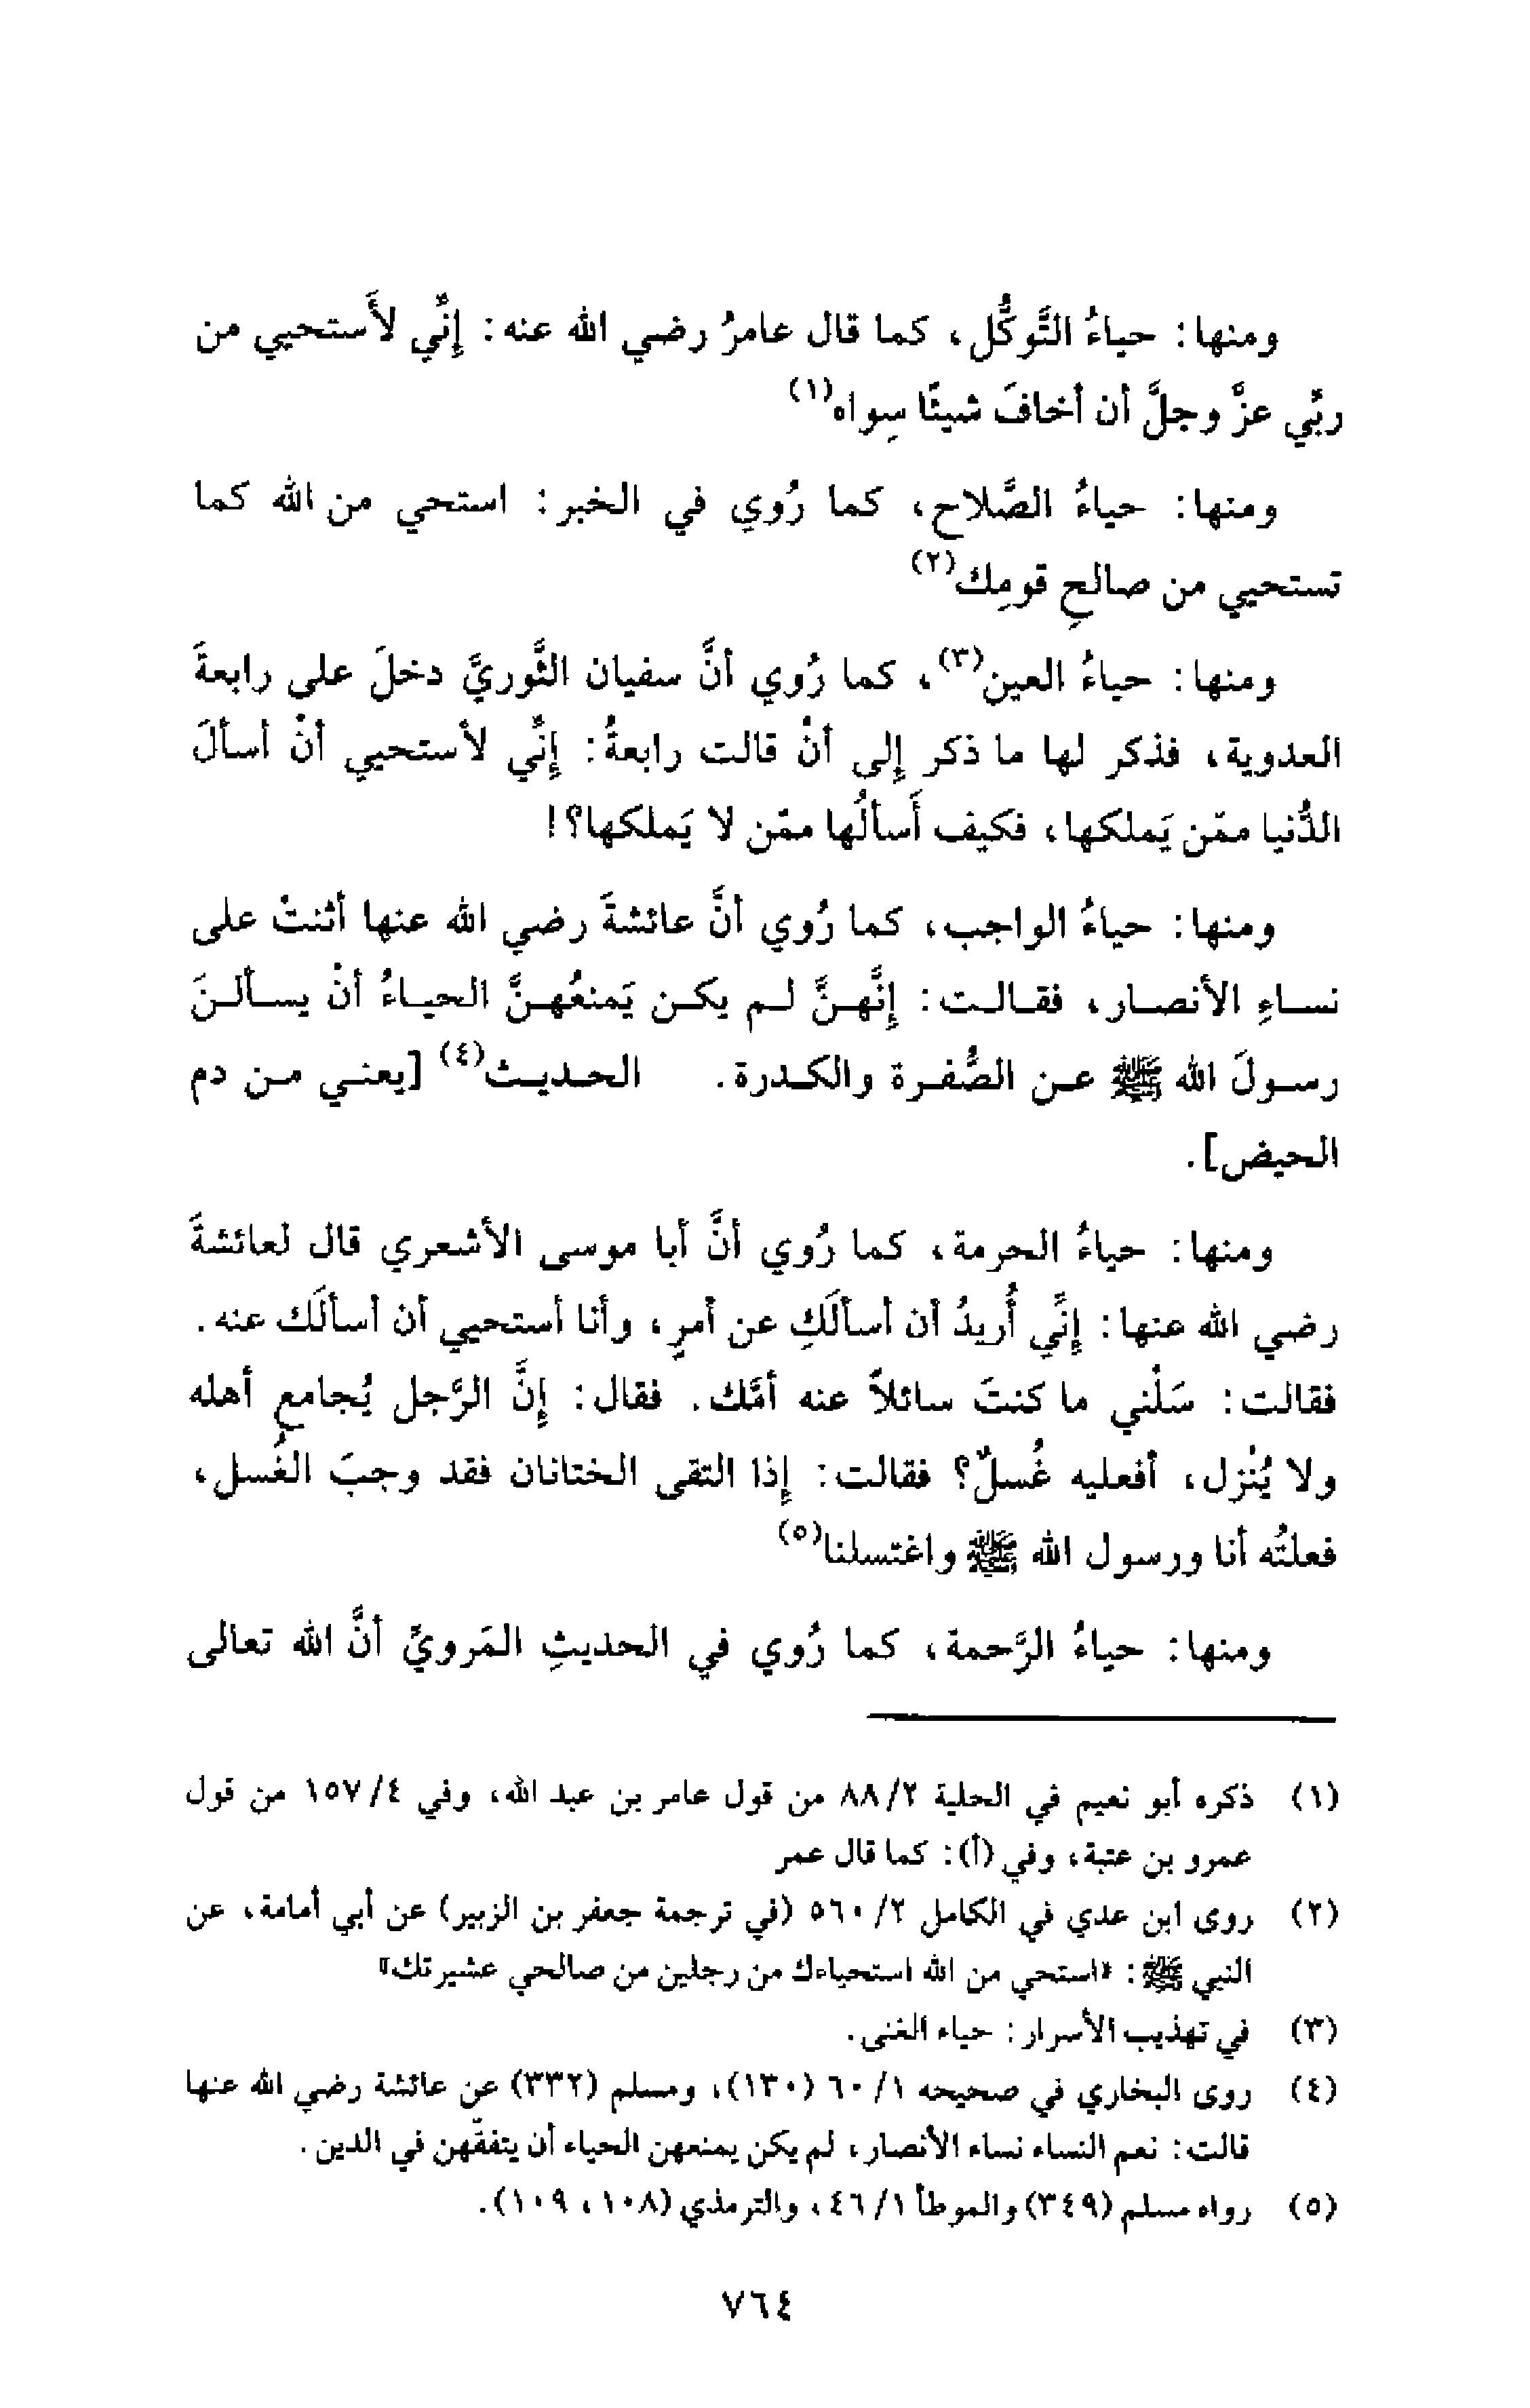 ومنها: حياءُ التَّوكُّل، كما قال عامرُ رضي الله عنه: إِنِّي لأَستحيي من
ربِّي عزَّ وجلَّ أن أخافَ شيئًا سِواه(١)
ومنها: حياءُ الصَّلاح، كما رُوي في الخبر: استحي من الله كما
تستحيي من صالحِ قومِك(٢)
ومنها: حياءُ العين(٣)، كما رُوي أنَّ سفيان الثَّوريَّ دخلَ على رابعةَ
العدوية، فذكر لها ما ذكر إلى أنْ قالت رابعةُ: إِنِّي لأستحيي أنْ أسألَ
الدُّنيا ممّن يَملكها، فكيف أَسألُها ممّن لا يَملكها؟!
ومنها: حياءُ الواجب، كما رُوي أنَّ عائشةَ رضي الله عنها أثنتْ على
نساءِ الأنصار، فقالت: إِنَّهنَّ لم يكن يَمنعُهنَّ الحياءُ أنْ يسألنَ
رسولَ الله ﷺ عن الصُّفرة والكدرة. الحديث(٤) [يعني من دم
الحيض].
ومنها: حياءُ الحرمة، كما رُوي أنَّ أبا موسى الأشعري قال لعائشةَ
رضي الله عنها: إِنِّي أُريدُ أن أسألَكِ عن أمرٍ، وأنا أستحيي أن أسألَك عنه.
فقالت: سَلْني ما كنتَ سائلاً عنه أمَّك. فقال: إِنَّ الرَّجل يُجامع أهله
ولا يُنْزل، أفعليه غُسلٌ؟ فقالت: إذا التقى الختانان فقد وجبَ الغُسل،
فعلتُه أنا ورسول الله ﷺ واغتسلنا(٥)
ومنها: حياءُ الرَّحمة، كما رُوي في الحديثِ المَرويِّ أنَّ الله تعالى
(١) ذكره أبو نعيم في الحلية ٢/ ٨٨ من قول عامر بن عبد الله، وفي ٤/ ١٥٧ من قول
عمرو بن عتبة، وفي (أ): كما قال عمر
(٢) روى ابن عدي في الكامل ٢/ ٥٦٠ (في ترجمة جعفر بن الزبير) عن أبي أمامة، عن
النبي ﷺ: «استحي من الله استحياءك من رجلين من صالحي عشيرتك»
(٣) في تهذيب الأسرار: حياء الغنى.
(٤) روى البخاري في صحيحه ١/ ٦٠ (١٣٠)، ومسلم (٣٣٢) عن عائشة رضي الله عنها
قالت: نعم النساء نساء الأنصار، لم يكن يمنعهن الحياء أن يتفقّهن في الدين.
(٥) رواه مسلم (٣٤٩) والموطأ ١/ ٤٦، والترمذي (١٠٨، ١٠٩).
٧٦٤